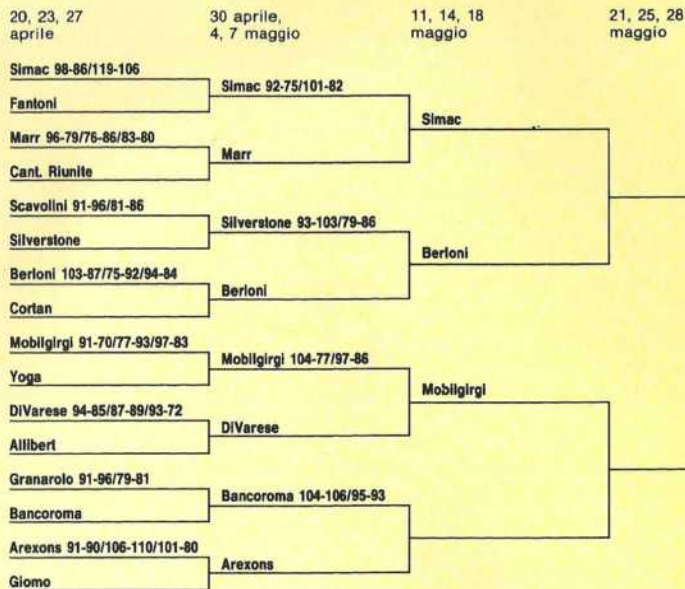 20, 23, 27
aprile
30 aprile,
4, 7 maggio
11, 14, 18
maggio
21, 25, 28
maggio
Simac 98-86/119-106
Fantoni
Marr 96-79/76-86/83-80
Cant. Riunite
Scavolini 91-96/81-86
Silverstone
Berloni 103-87/75-92/94-84
Cortan
Mobilgirgi 91-70/77-93/97-83
Yoga
DiVarese 94-85/87-89/93-72
Allibert
Granarolo 91-96/79-81
Bancoroma
Arexons 91-90/106-110/101-80
Giomo
Simac 92-75/101-82
Marr
Silverstone 93-103/79-86
Berloni
Mobilgirgi 104-77/97-86
DiVarese
Bancoroma 104-106/95-93
Arexons
Simac
Berloni
Mobilgirgi